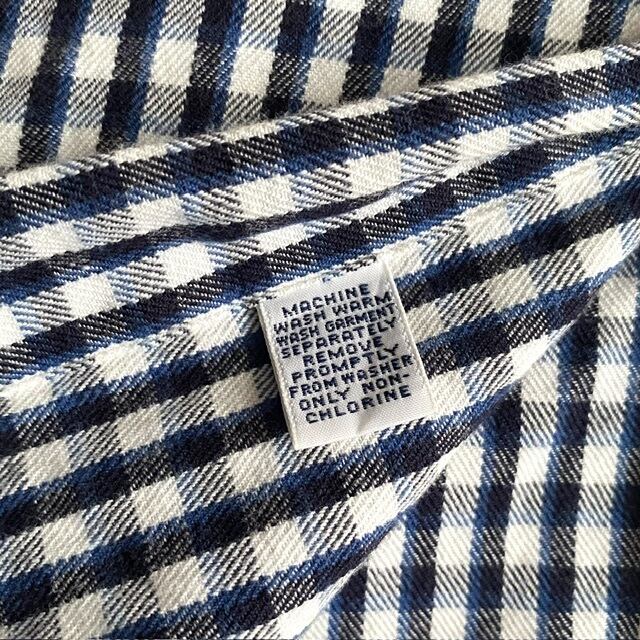 MACHINE
WASH WARM
WASH GARMENT
SEPARATELY
REMOVE
PROMPTLY
FROM WASHER
ONLY NON-
CHLORINE